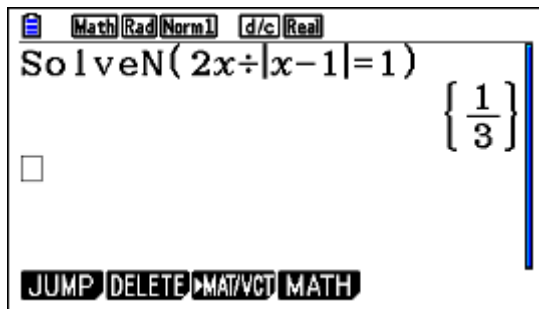 Math Rad Norm1 d/c Real
SolveN(2x÷|x-1|=1)
{1/3}
JUMP DELETE ►MAT/VCT MATH